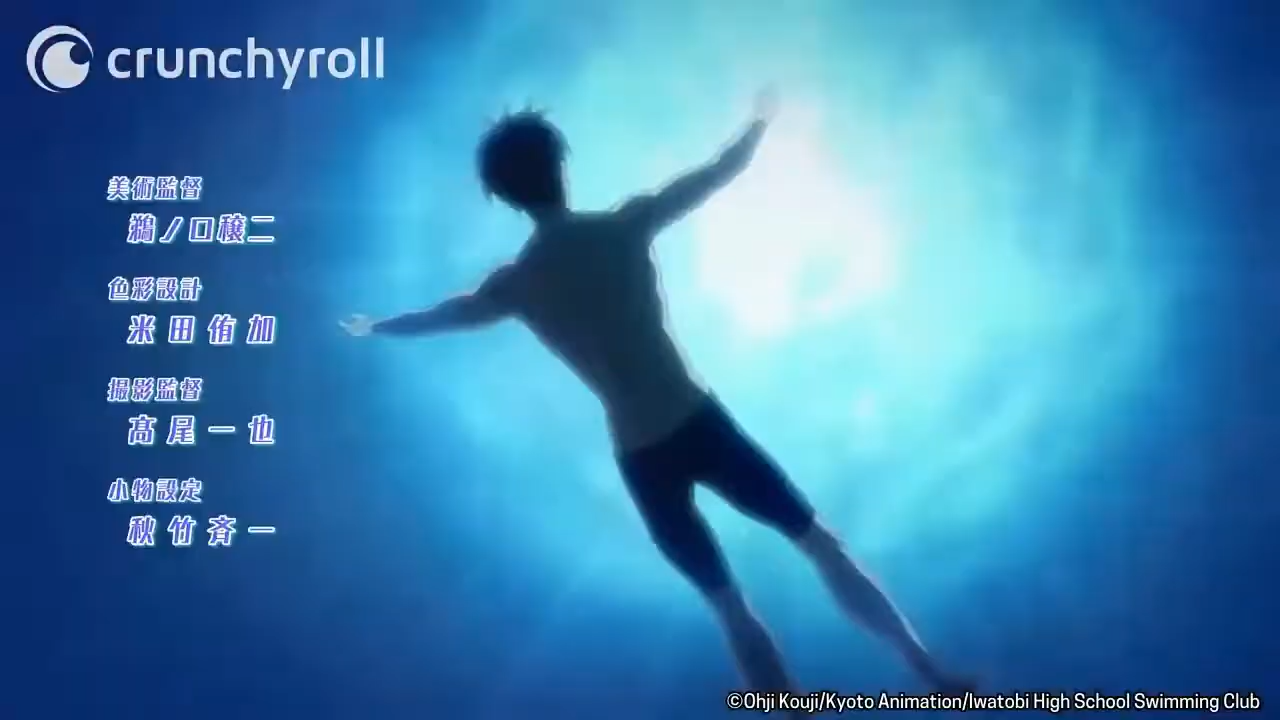 crunchyroll
美術監督
鵜ノ口穣二
色彩設計
米田侑加
撮影監督
髙尾一也
小物設定
秋竹斉一
©Ohji Kouji/Kyoto Animation/Iwatobi High School Swimming Club